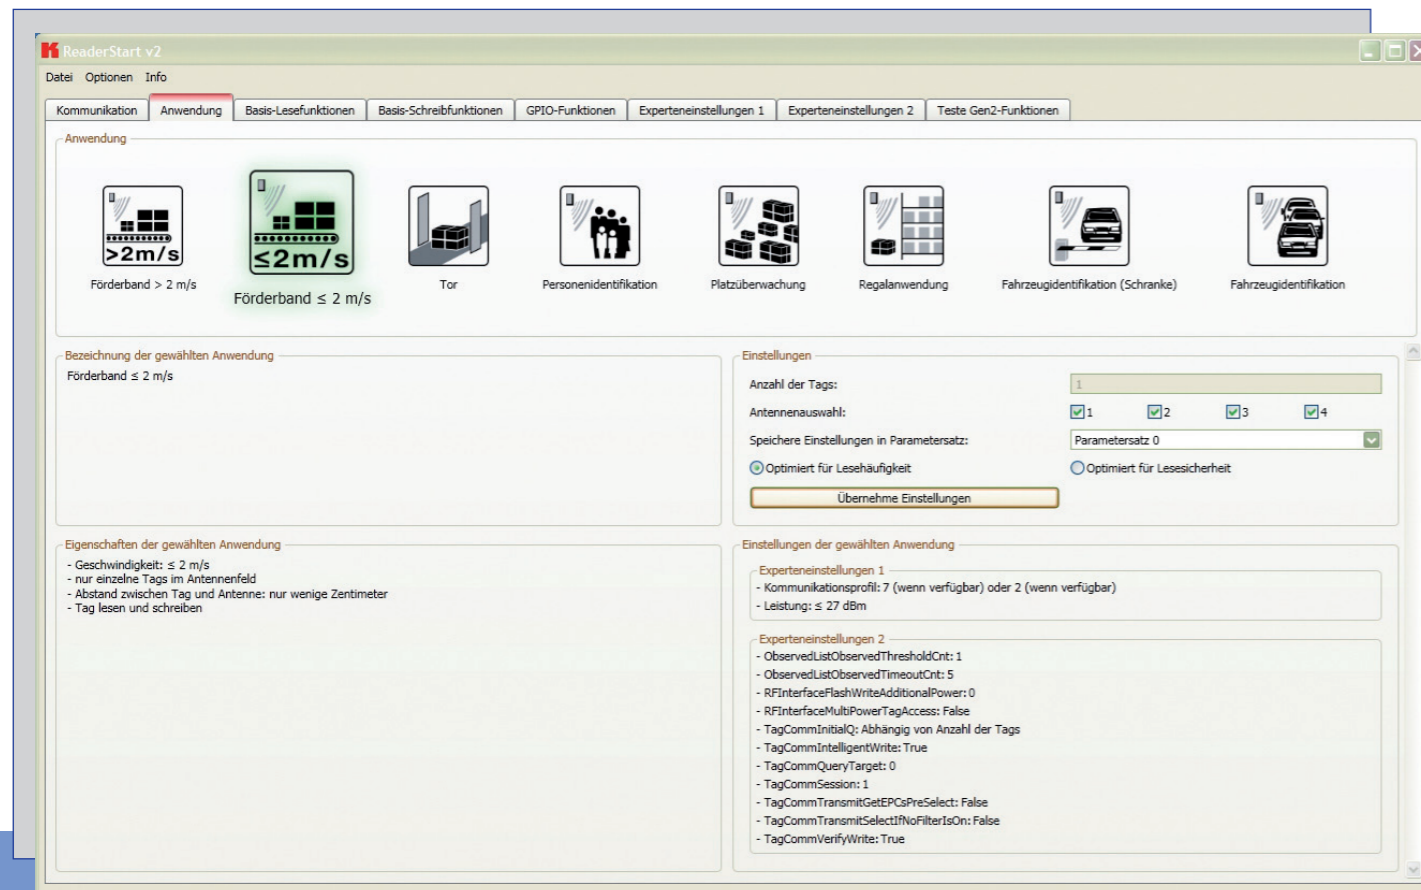 ReaderStart v2
Datei Optionen Info
Kommunikation Anwendung Basis-Lesefunktionen Basis-Schreibfunktionen GPIO-Funktionen Experteneinstellungen 1 Experteneinstellungen 2 Teste Gen2-Funktionen
Anwendung
>2m/s
≤2m/s
Förderband > 2 m/s
Förderband ≤ 2 m/s
Tor
Personenidentifikation
Platzüberwachung
Regalanwendung
Fahrzeugidentifikation (Schranke)
Fahrzeugidentifikation
Bezeichnung der gewählten Anwendung
Förderband ≤ 2 m/s
Einstellungen
Anzahl der Tags: 1
Antennenauswahl: 1 2 3 4
Speichere Einstellungen in Parametersatz: Parametersatz 0
Optimiert für Lesehäufigkeit Optimiert für Lesesicherheit
Übernehme Einstellungen
Eigenschaften der gewählten Anwendung
- Geschwindigkeit: ≤ 2 m/s
- nur einzelne Tags im Antennenfeld
- Abstand zwischen Tag und Antenne: nur wenige Zentimeter
- Tag lesen und schreiben
Einstellungen der gewählten Anwendung
Experteneinstellungen 1
- Kommunikationsprofil: 7 (wenn verfügbar) oder 2 (wenn verfügbar)
- Leistung: ≤ 27 dBm
Experteneinstellungen 2
- ObservedListObservedThresholdCnt: 1
- ObservedListObservedTimeoutCnt: 5
- RFInterfaceFlashWriteAdditionalPower: 0
- RFInterfaceMultiPowerTagAccess: False
- TagCommInitialQ: Abhängig von Anzahl der Tags
- TagCommIntelligentWrite: True
- TagCommQueryTarget: 0
- TagCommSession: 1
- TagCommTransmitGetEPCsPreSelect: False
- TagCommTransmitSelectIfNoFilterIsOn: False
- TagCommVerifyWrite: True